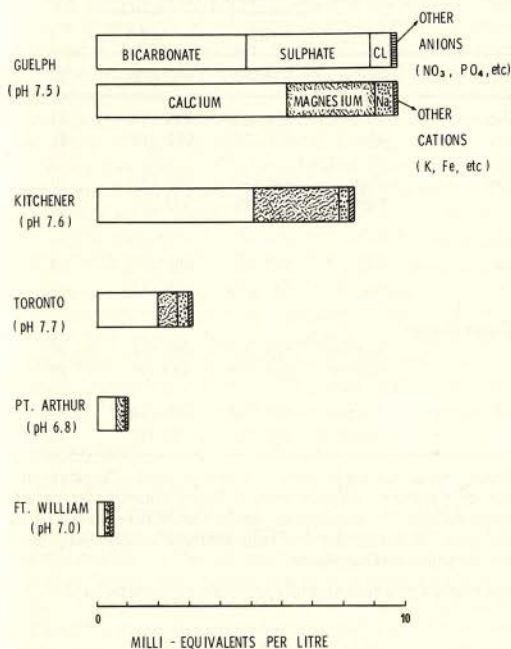 OTHER
ANIONS
(NO₃, PO₄, etc)
BICARBONATE SULPHATE CL
GUELPH
(pH 7.5)
CALCIUM MAGNESIUM Na
OTHER
CATIONS
(K, Fe, etc)
KITCHENER
(pH 7.6)
TORONTO
(pH 7.7)
PT. ARTHUR
(pH 6.8)
FT. WILLIAM
(pH 7.0)
0 10
MILLI - EQUIVALENTS PER LITRE